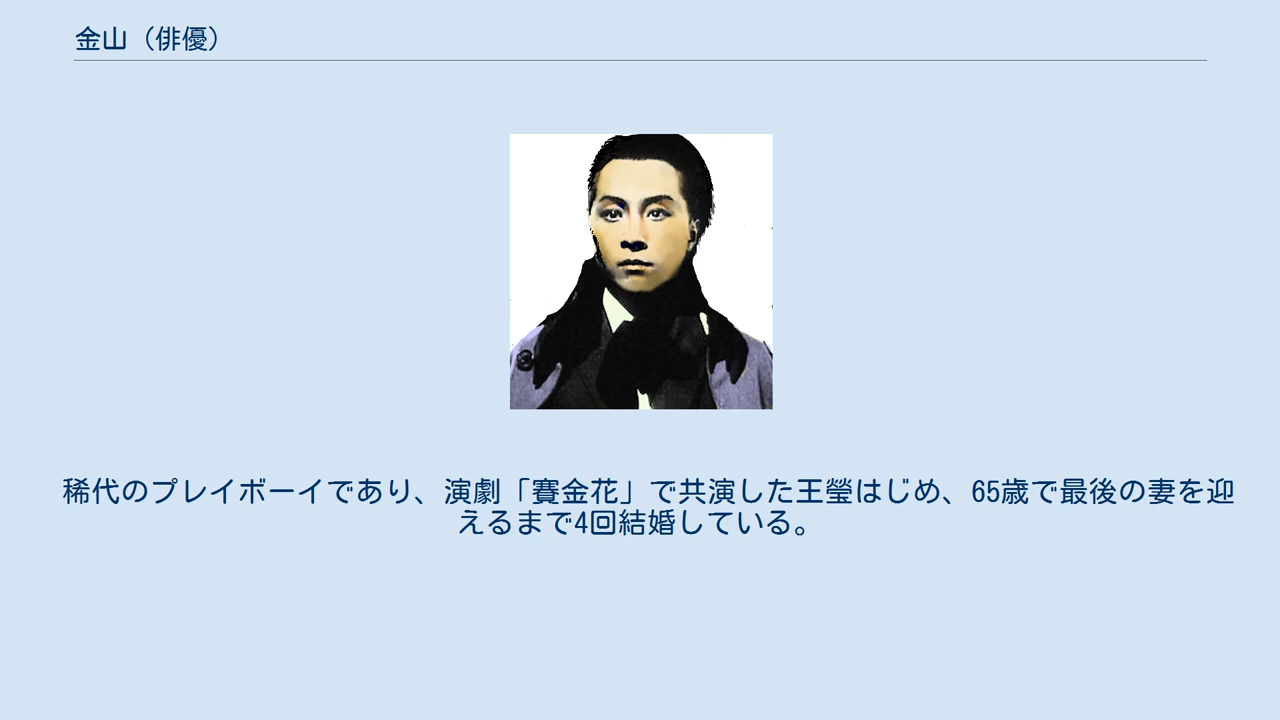 金山（俳優）
稀代のプレイボーイであり、演劇「賽金花」で共演した王瑩はじめ、65歳で最後の妻を迎
えるまで4回結婚している。